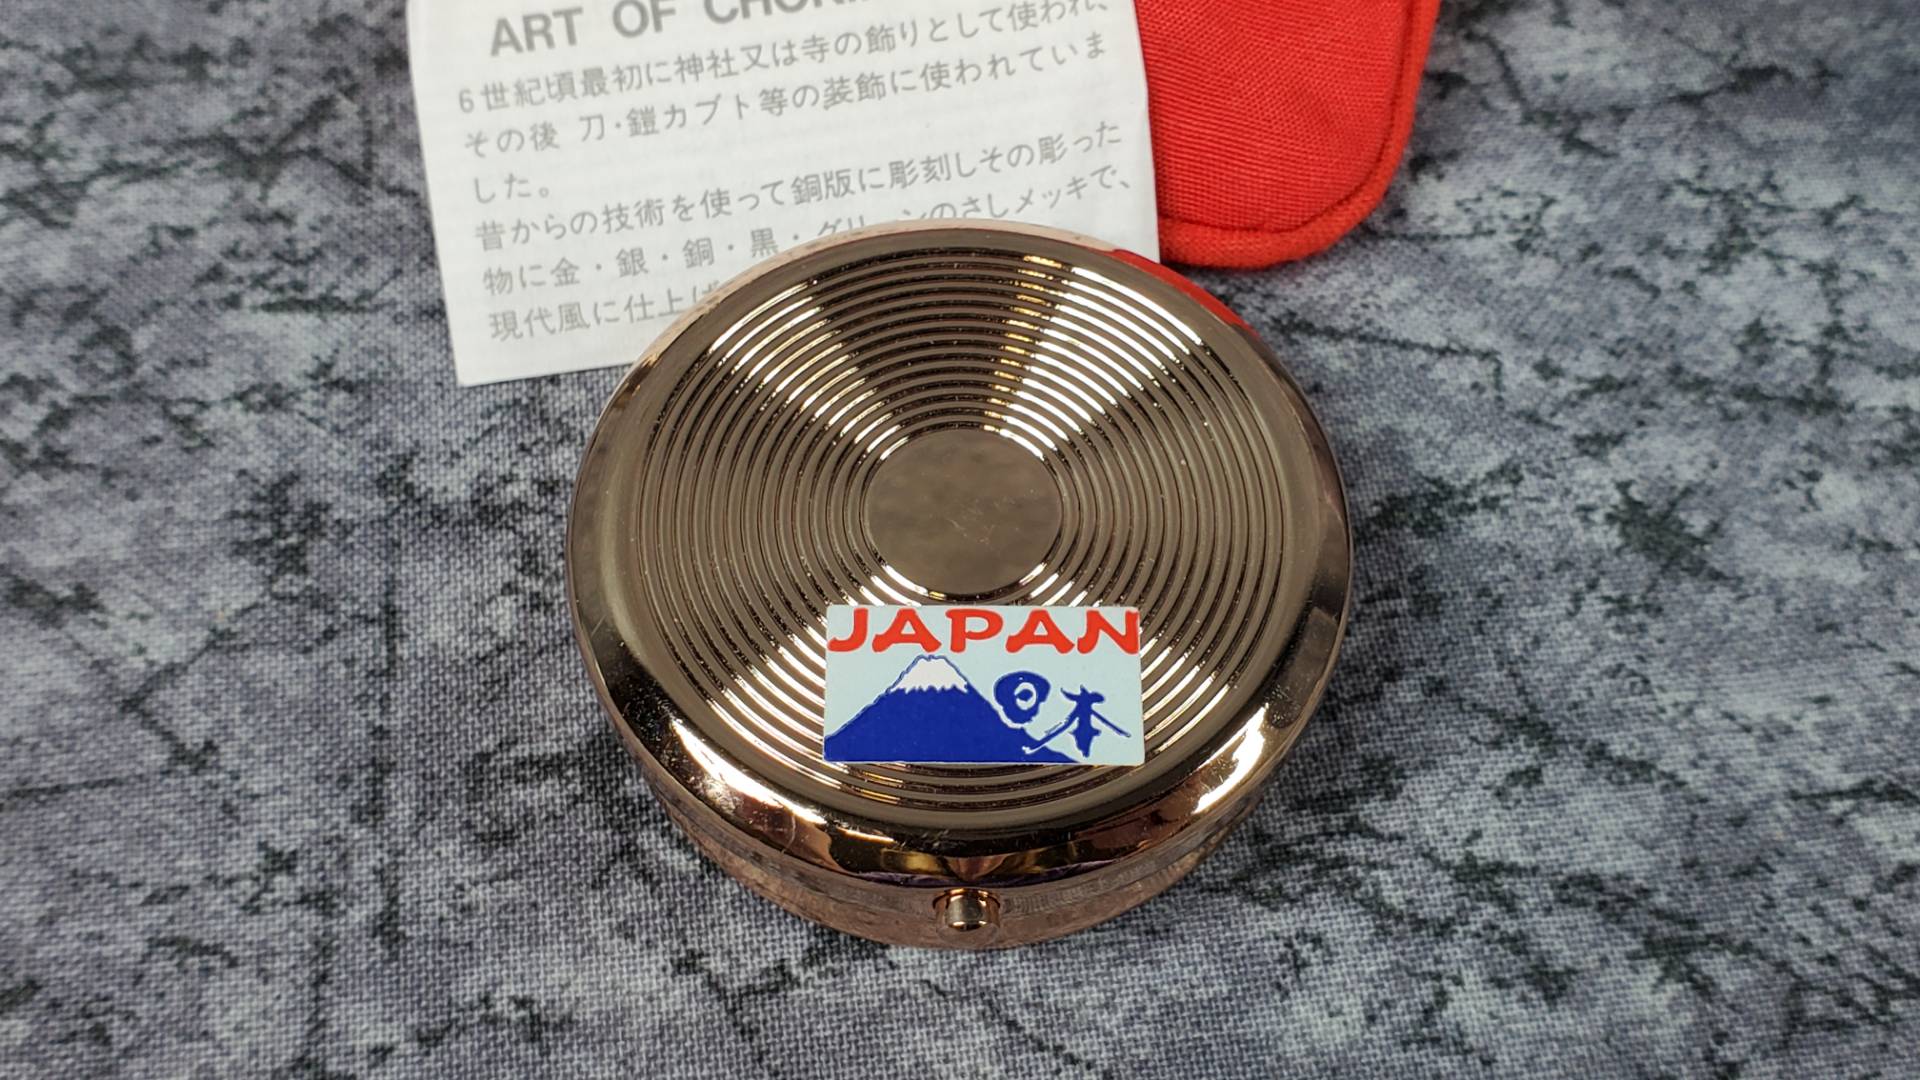 ART OF
6世紀頃最初に神社又は寺の飾りとして使われ、
その後 刀・鎧カブト等の装飾に使われていま
した。
昔からの技術を使って銅版に彫刻しその彫った
物に金・銀・銅・黒・グリーンのさしメッキで、
現代風に仕上げ
JAPAN
日本